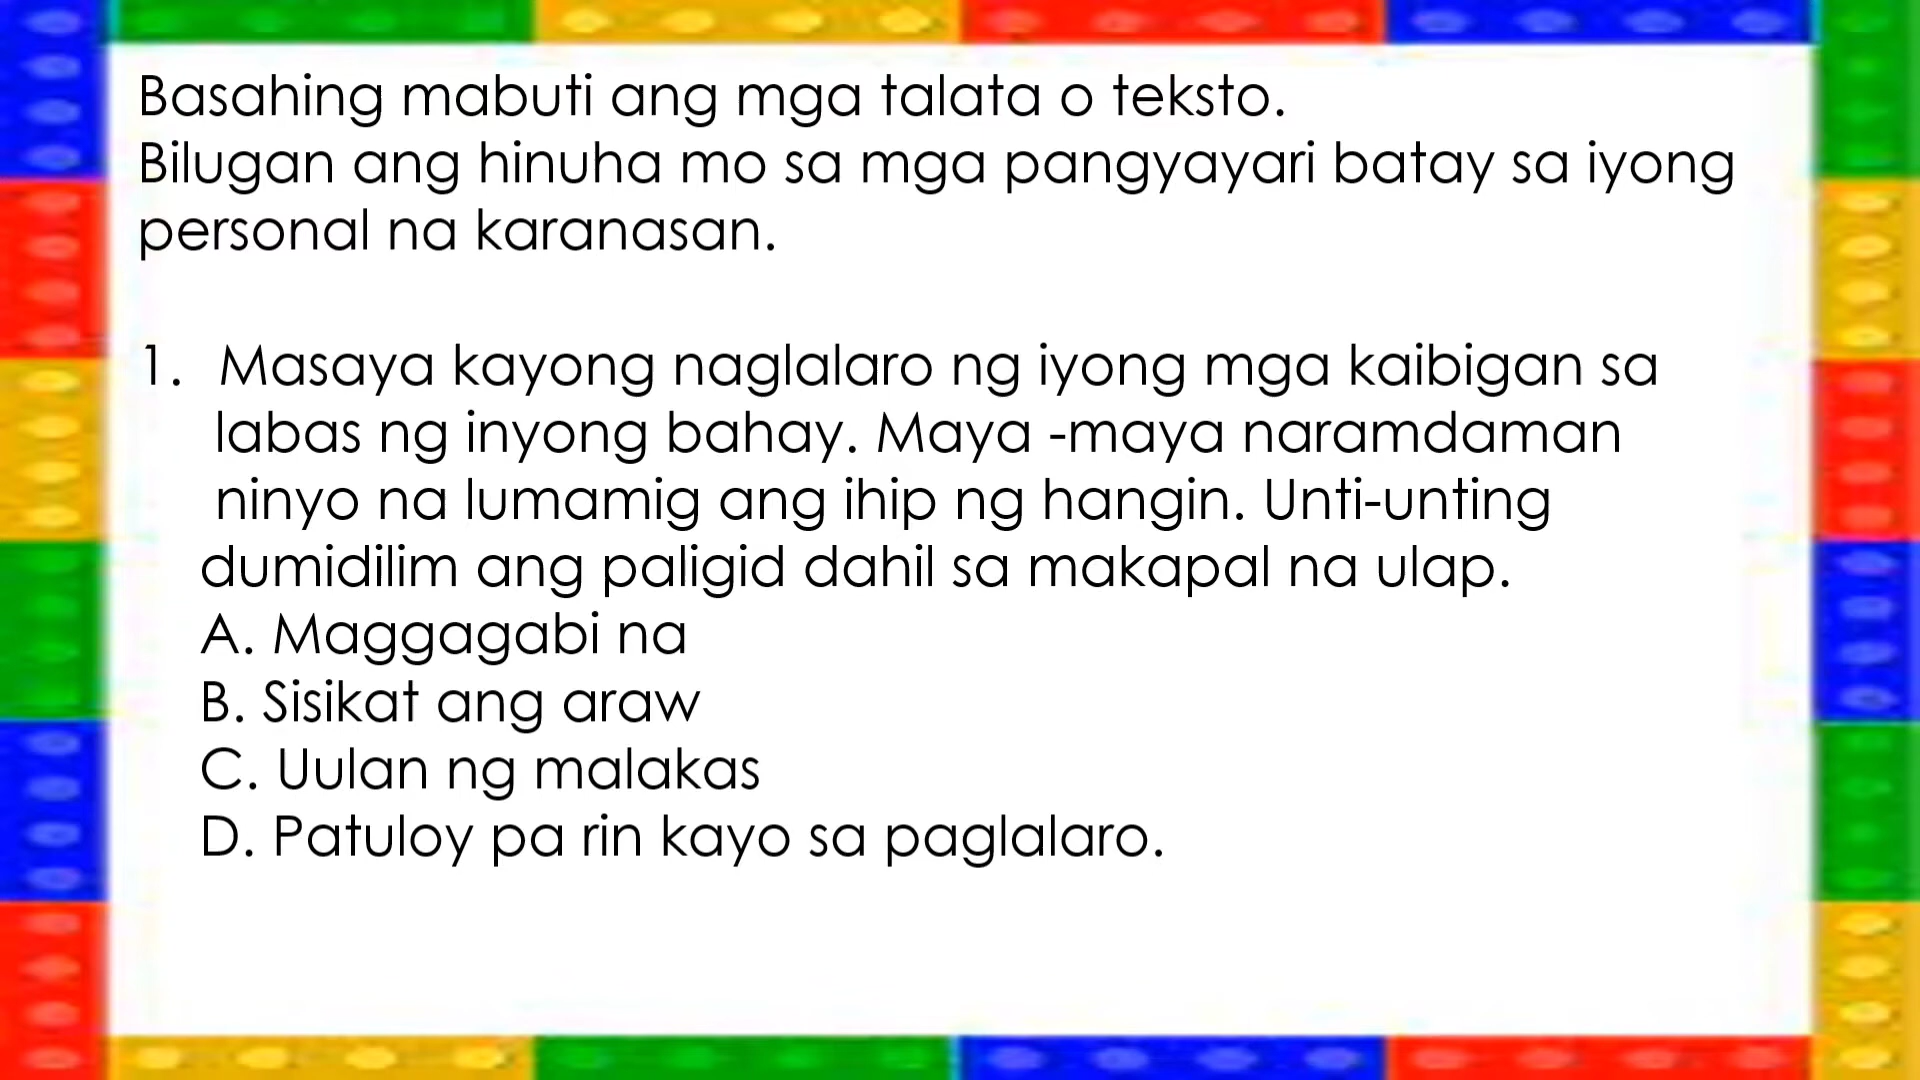 Basahing mabuti ang mga talata o teksto.
Bilugan ang hinuha mo sa mga pangyayari batay sa iyong
personal na karanasan.
1. Masaya kayong naglalaro ng iyong mga kaibigan sa
labas ng inyong bahay. Maya -maya naramdaman
ninyo na lumamig ang ihip ng hangin. Unti-unting
dumidilim ang paligid dahil sa makapal na ulap.
A. Maggagabi na
B. Sisikat ang araw
C. Uulan ng malakas
D. Patuloy pa rin kayo sa paglalaro.